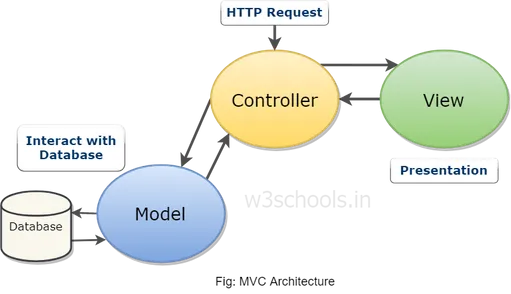 HTTP Request
Controller
View
Interact with
Database
Presentation
w3schools.in
Model
Database
Fig: MVC Architecture